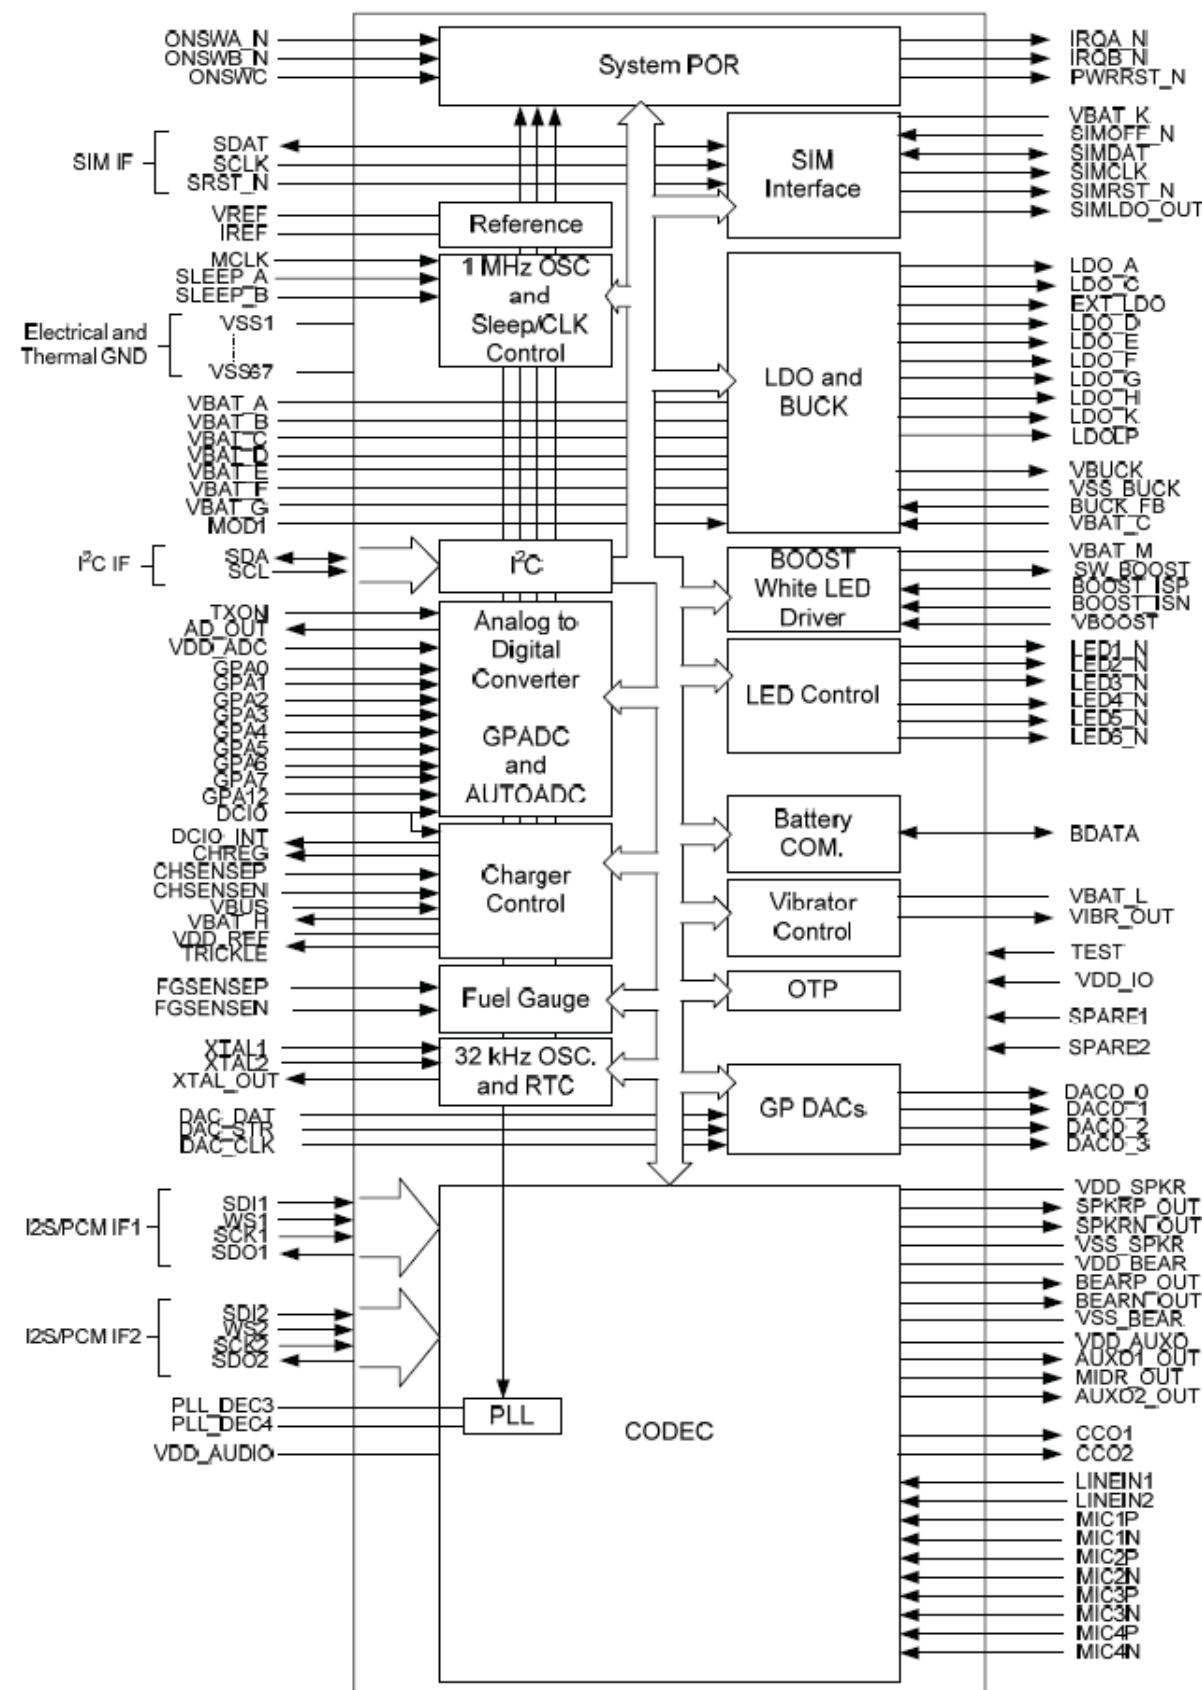 ONSWA_N
ONSWB_N
ONSWC
System POR
IRQA_N
IRQB_N
PWRRST_N
SIM IF
SDAT
SCLK
SRST_N
SIM
Interface
VBAT_K
SIMOFF_N
SIMDAT
SIMCLK
SIMRST_N
SIMLDO_OUT
VREF
IREF
Reference
MCLK
SLEEP_A
SLEEP_B
1 MHz OSC
and
Sleep/CLK
Control
Electrical and
Thermal GND
VSS1
VSS67
VBAT_A
VBAT_B
VBAT_C
VBAT_D
VBAT_E
VBAT_F
VBAT_G
MOD1
LDO and
BUCK
LDO_A
LDO_C
EXT_LDO
LDO_D
LDO_E
LDO_F
LDO_G
LDO_H
LDO_K
LDOLP
VBUCK
VSS_BUCK
BUCK_FB
VBAT_C
I²C IF
SDA
SCL
I²C
BOOST
White LED
Driver
VBAT_M
SW_BOOST
BOOST_ISP
BOOST_ISN
VBOOST
TXON
AD_OUT
VDD_ADC
GPA0
GPA1
GPA2
GPA3
GPA4
GPA5
GPA6
GPA7
GPA12
DCIO
Analog to
Digital
Converter
GPADC
and
AUTOADC
LED Control
LED1_N
LED2_N
LED3_N
LED4_N
LED5_N
LED6_N
DCIO_INT
CHREG
CHSENSEP
CHSENSEN
VBUS
VBAT_H
VDD_REF
TRICKLE
Charger
Control
Battery
COM.
BDATA
Vibrator
Control
VBAT_L
VIBR_OUT
TEST
VDD_IO
SPARE1
SPARE2
FGSENSEP
FGSENSEN
Fuel Gauge
OTP
XTAL1
XTAL2
XTAL_OUT
32 kHz OSC.
and RTC
DAC_DAT
DAC_STR
DAC_CLK
GP DACs
DACO_0
DACO_1
DACO_2
DACO_3
I2S/PCM IF1
SDI1
WS1
SCK1
SDO1
I2S/PCM IF2
SDI2
WS2
SCK2
SDO2
PLL_DEC3
PLL_DEC4
VDD_AUDIO
PLL
CODEC
VDD_SPKR
SPKRP_OUT
SPKRN_OUT
VSS_SPKR
VDD_BEAR
BEARP_OUT
BEARN_OUT
VSS_BEAR
VDD_AUXO
AUXO1_OUT
MIDR_OUT
AUXO2_OUT
CCO1
CCO2
LINEIN1
LINEIN2
MIC1P
MIC1N
MIC2P
MIC2N
MIC3P
MIC3N
MIC4P
MIC4N